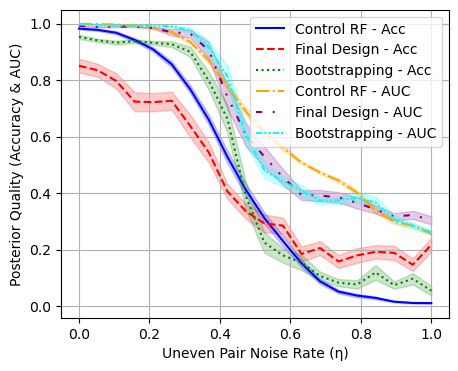 Posterior Quality (Accuracy & AUC)
1.0
0.8
0.6
0.4
0.2
0.0
Control RF - Acc
Final Design - Acc
Bootstrapping - Acc
Control RF - AUC
Final Design - AUC
Bootstrapping - AUC
0.0 0.2 0.4 0.6 0.8 1.0
Uneven Pair Noise Rate (η)